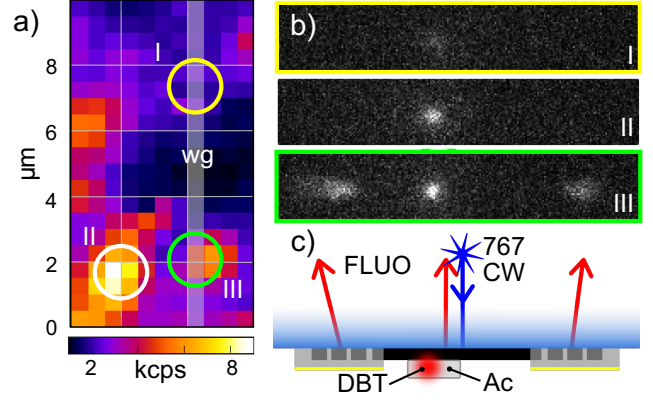 a)
I
8
6
wg
μm
4
II
2
III
0
2 kcps 8
b)
I
II
III
c)
767
FLUO CW
DBT Ac